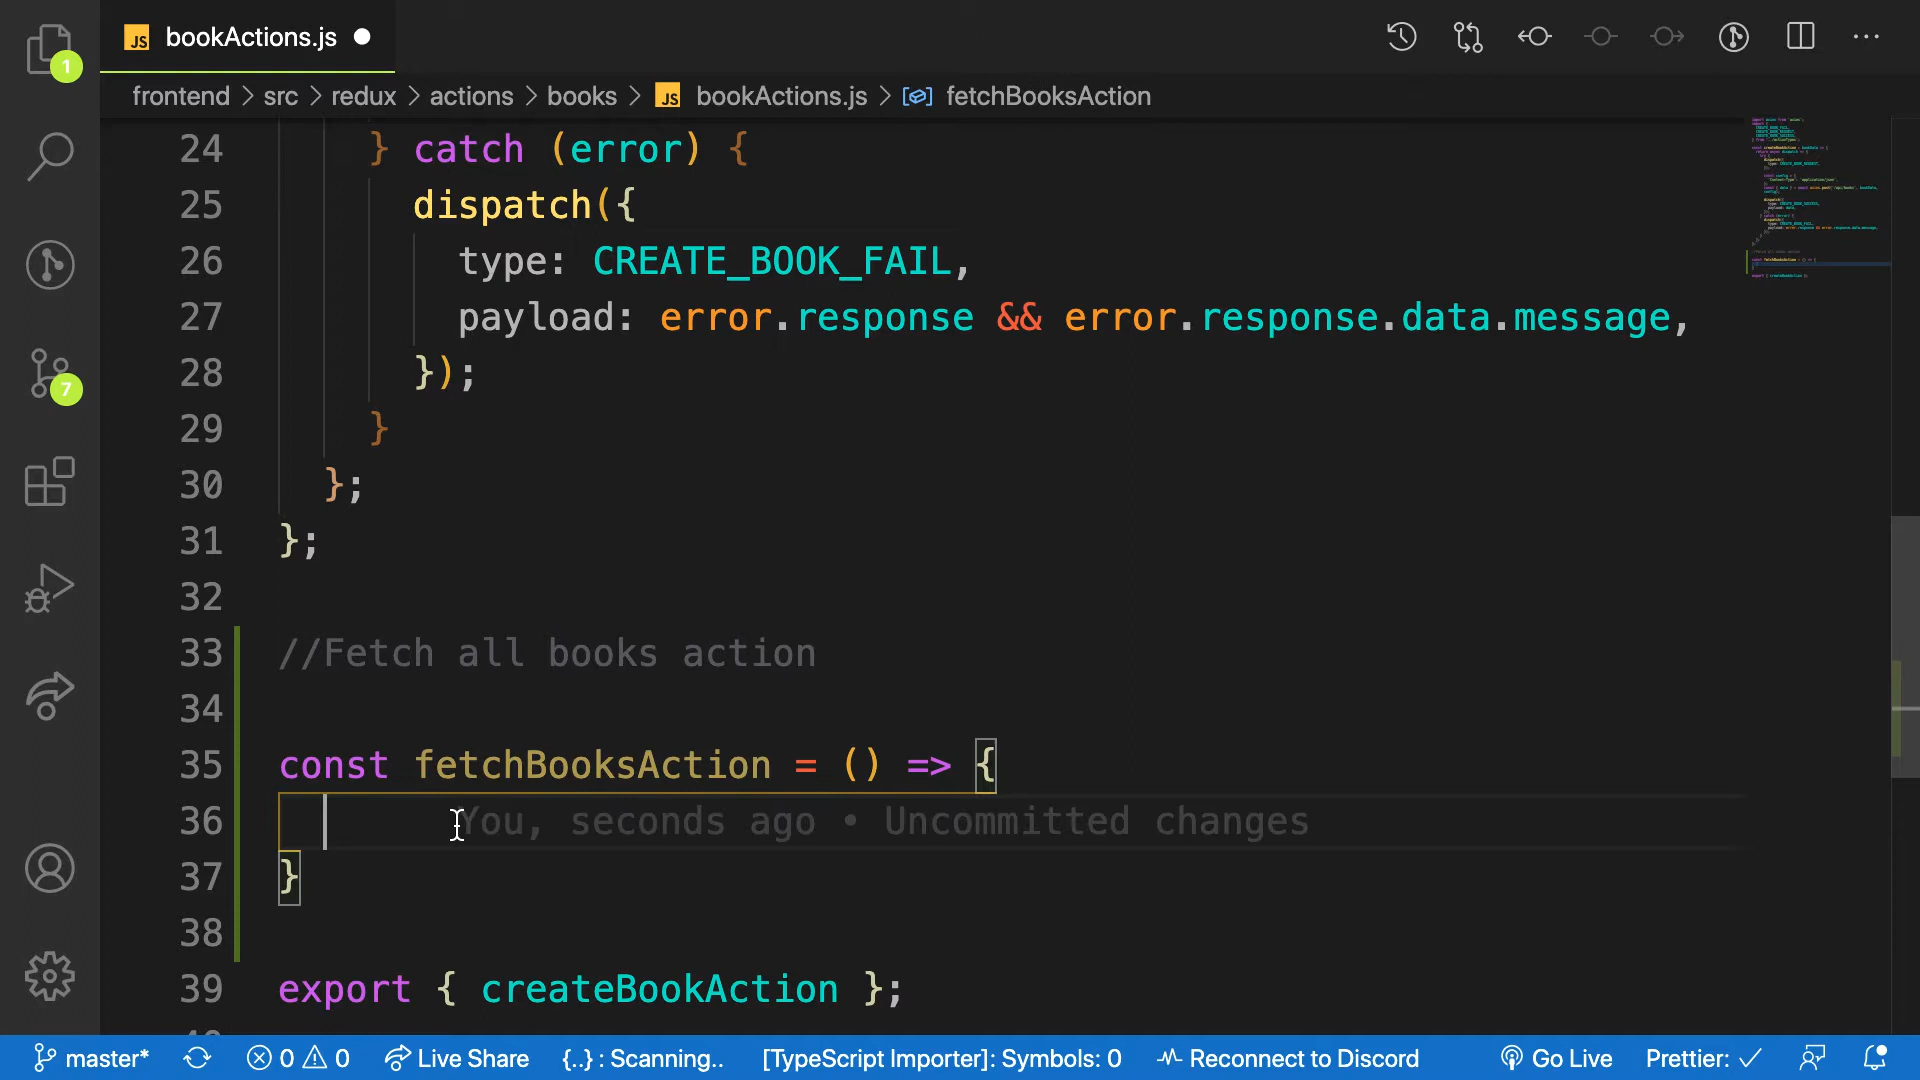 JS bookActions.js
1
frontend > src > redux > actions > books > JS bookActions.js > fetchBooksAction
24 } catch (error) {
25 dispatch({
26 type: CREATE_BOOK_FAIL,
27 payload: error.response && error.response.data.message,
28 });
7
29 }
30 };
31 };
32
33 //Fetch all books action
34
35 const fetchBooksAction = () => {
36 You, seconds ago • Uncommitted changes
37 }
38
39 export { createBookAction };
master* 0 0 Live Share {..} : Scanning.. [TypeScript Importer]: Symbols: 0 Reconnect to Discord Go Live Prettier: ✓